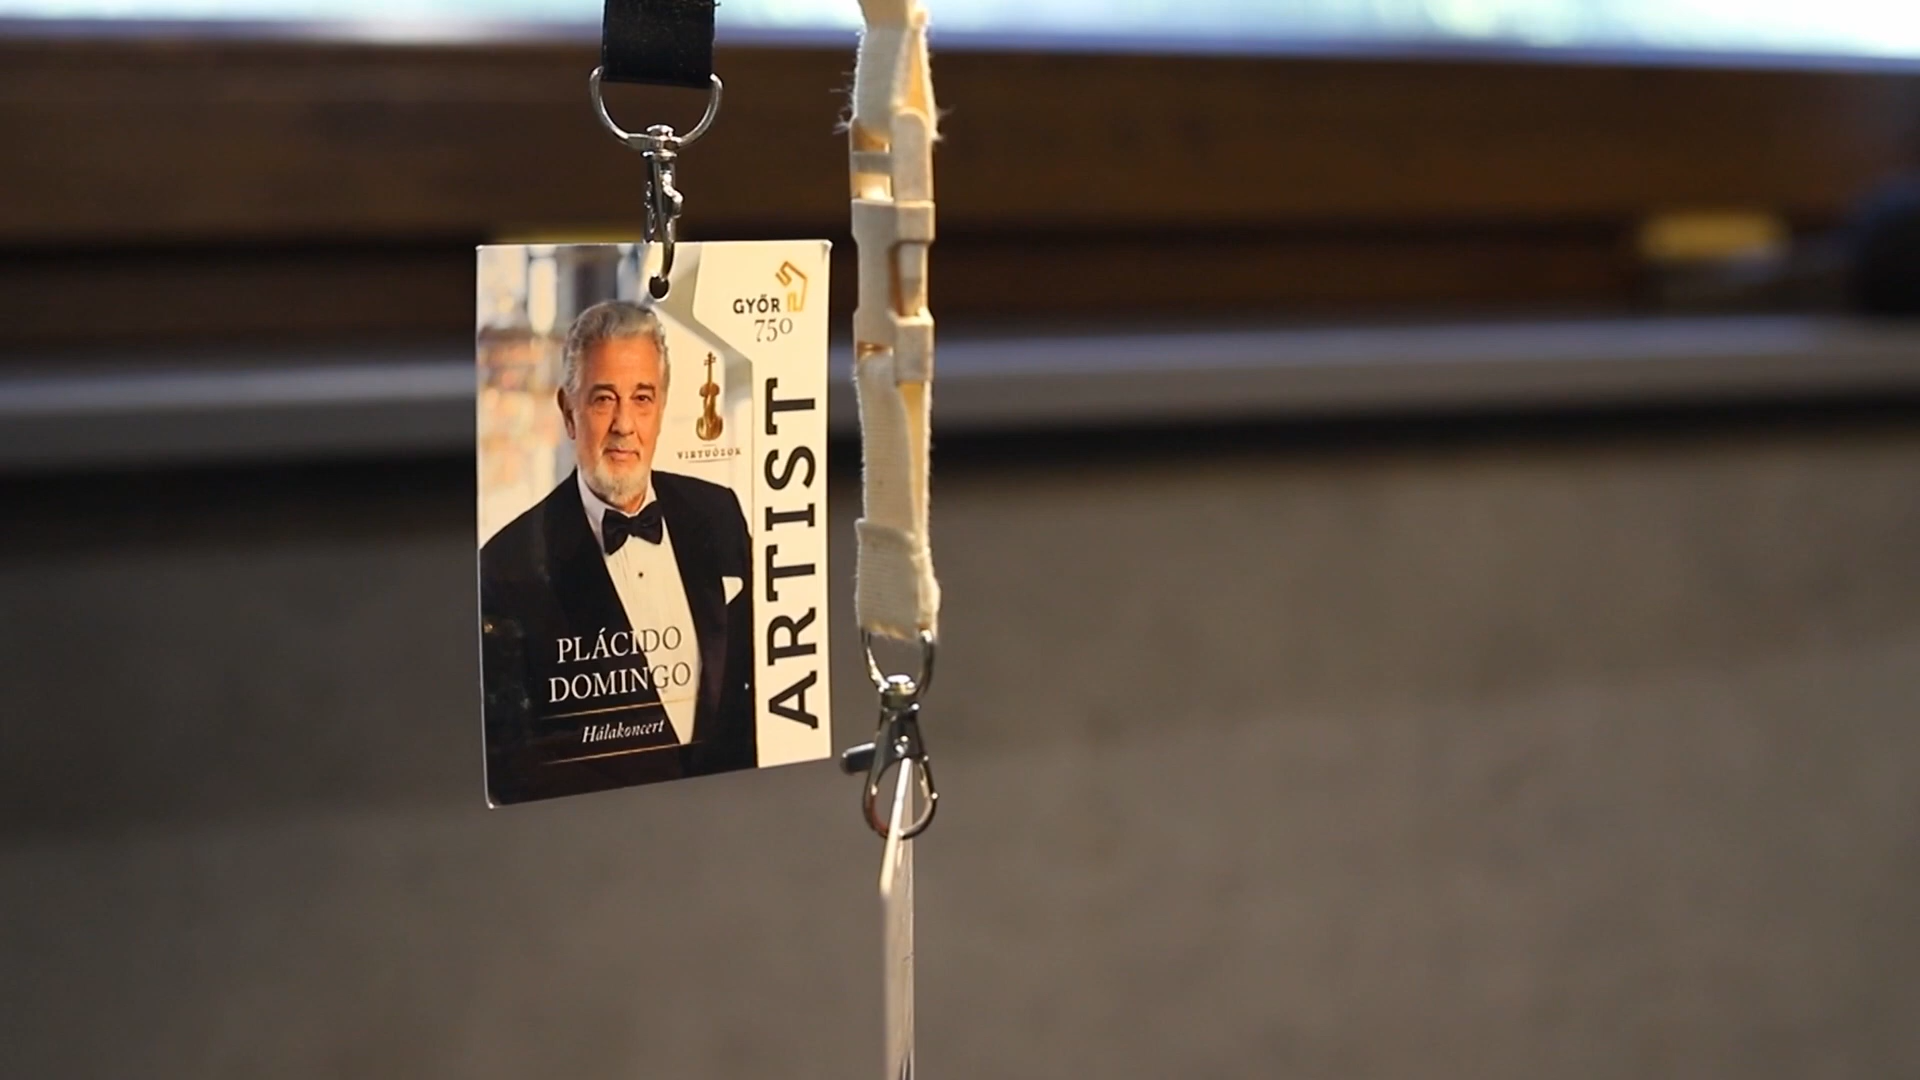 GYŐR
750
VIRTUÓZOK
ARTIST
PLÁCIDO
DOMINGO
Hálakoncert